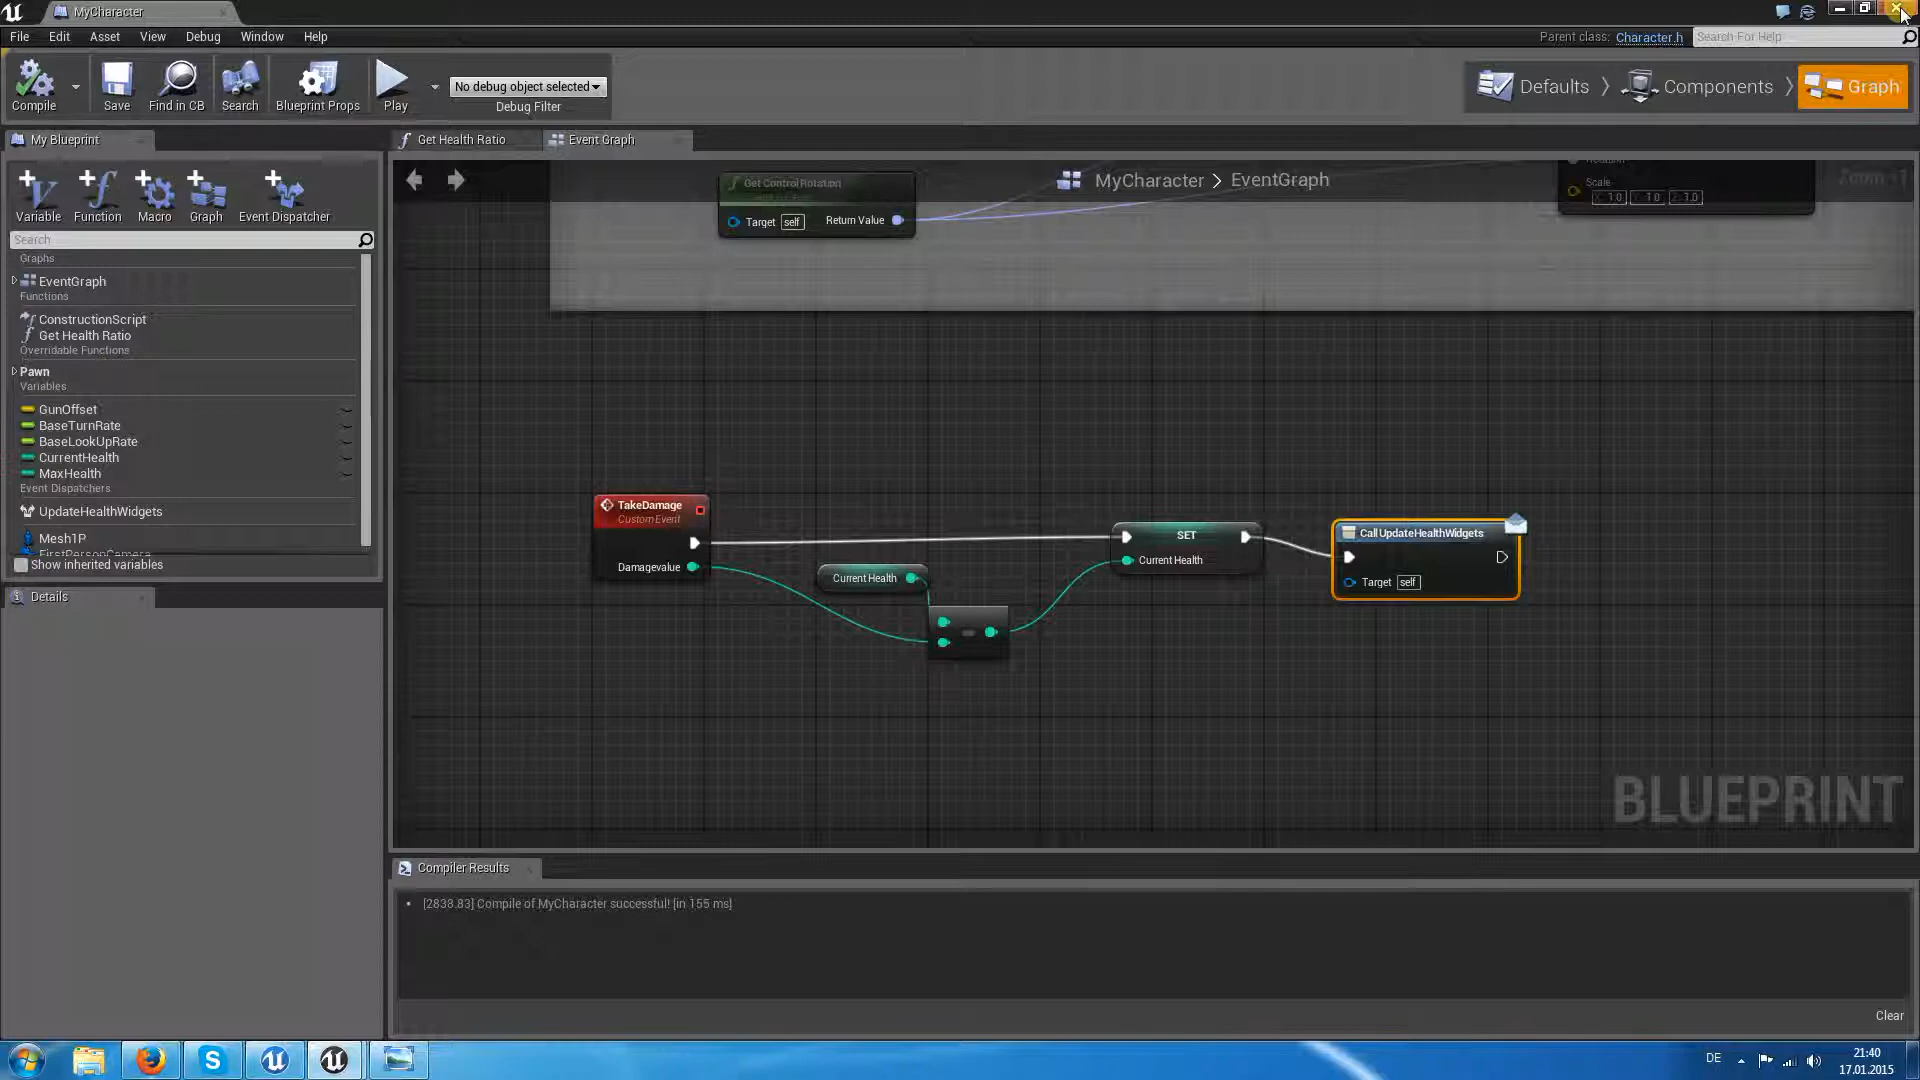 MyCharacter
File Edit Asset View Debug Window Help
Parent class: Character.h Search For Help
Compile Save Find in CB Search Blueprint Props Play
No debug object selected
Debug Filter
Defaults Components Graph
My Blueprint
Get Health Ratio Event Graph
Variable Function Macro Graph Event Dispatcher
Search
Graphs
EventGraph
Functions
ConstructionScript
Get Health Ratio
Overridable Functions
Pawn
Variables
GunOffset
BaseTurnRate
BaseLookUpRate
CurrentHealth
MaxHealth
Event Dispatchers
UpdateHealthWidgets
Mesh1P
FirstPersonCamera
Show inherited variables
Details
MyCharacter > EventGraph
Zoom -1
Get Control Rotation
Target self Return Value
Rotation
Scale
X 1.0 Y 1.0 Z 1.0
TakeDamage
CustomEvent
Damagevalue
Current Health
SET
Current Health
Call UpdateHealthWidgets
Target self
BLUEPRINT
Compiler Results
• [2838.83] Compile of MyCharacter successful! [in 155 ms]
Clear
DE
21:40
17.01.2015